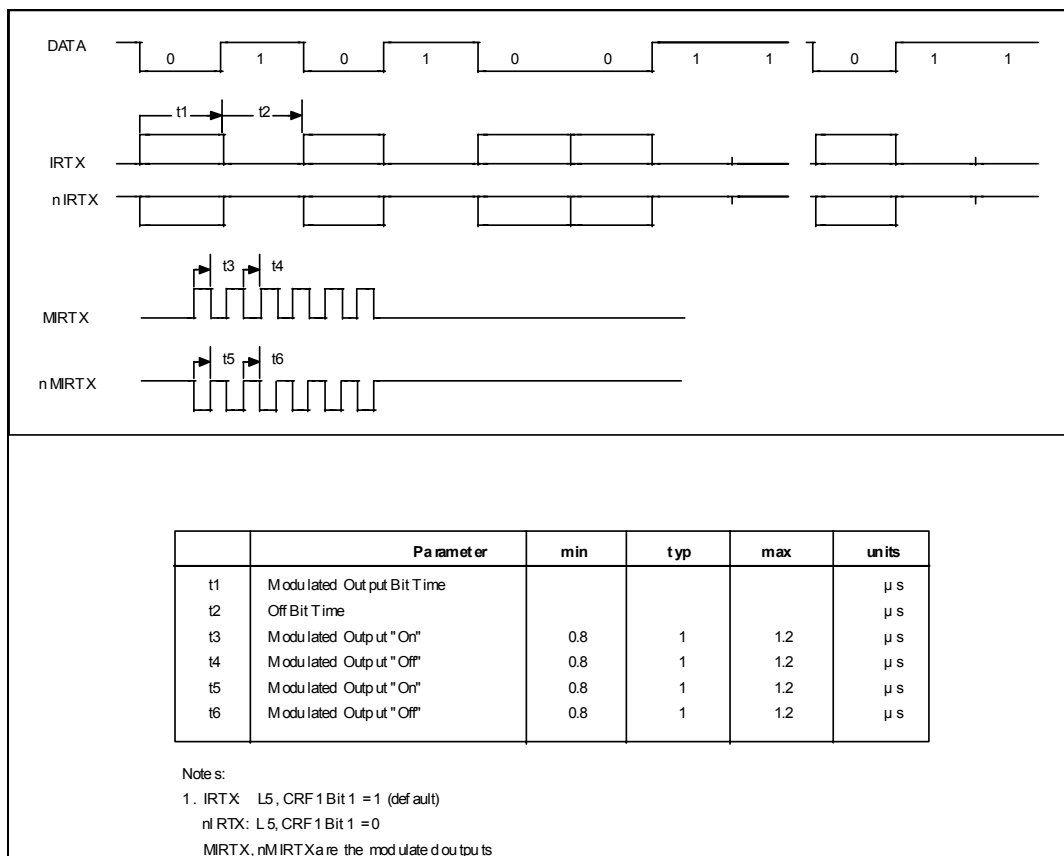 DATA
0 1 0 1 0 0 1 1 0 1 1
t1 t2
IRTX
nIRTX
t3 t4
MIRTX
t5 t6
nMIRTX
Parameter min typ max units
t1 Modulated Output Bit Time µs
t2 Off Bit Time µs
t3 Modulated Output "On" 0.8 1 1.2 µs
t4 Modulated Output "Off" 0.8 1 1.2 µs
t5 Modulated Output "On" 0.8 1 1.2 µs
t6 Modulated Output "Off" 0.8 1 1.2 µs
Notes:
1. IRTX: L5, CRF1 Bit 1 = 1 (default)
nIRTX: L5, CRF1 Bit 1 = 0
MIRTX, nMIRTX are the modulated outputs